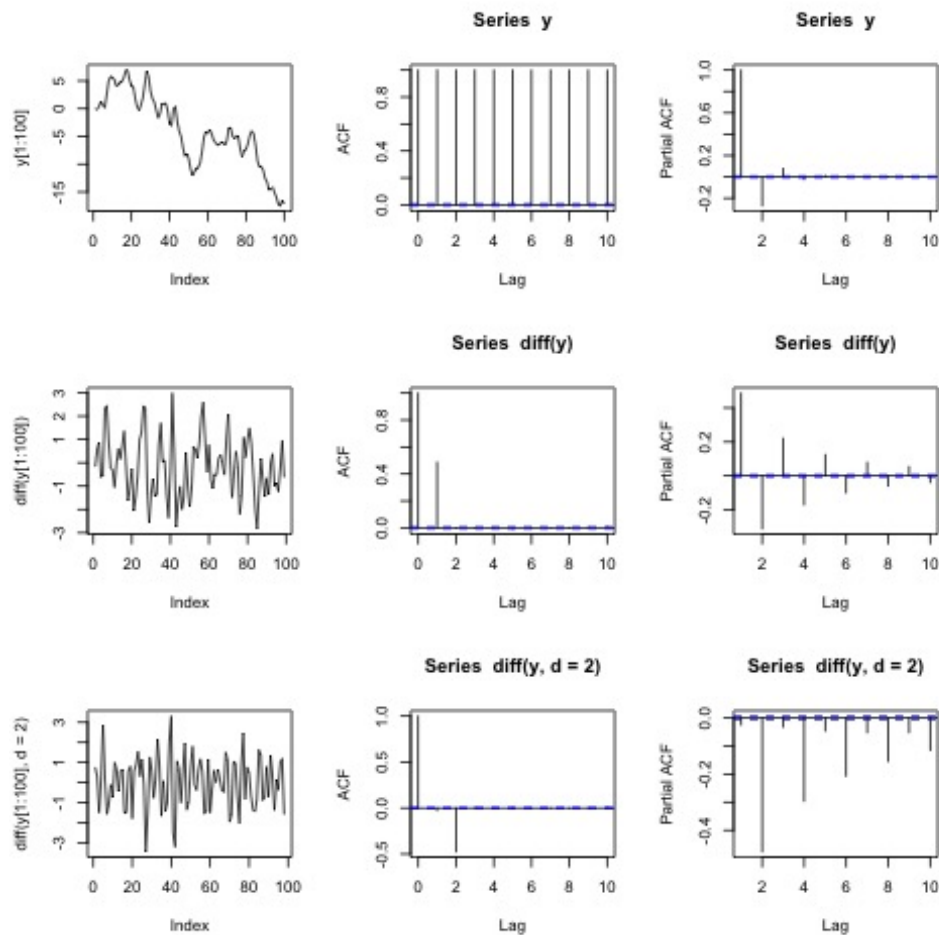 Series y
Series y
y[1:100]
5
0
-5
-15
0 20 40 60 80 100
Index
ACF
0.8
0.4
0.0
0 2 4 6 8 10
Lag
Partial ACF
1.0
0.6
0.2
-0.2
2 4 6 8 10
Lag
Series diff(y)
Series diff(y)
diff(y[1:100])
3
2
1
-1
-3
0 20 40 60 80 100
Index
ACF
0.8
0.4
0.0
0 2 4 6 8 10
Lag
Partial ACF
0.2
-0.2
2 4 6 8 10
Lag
Series diff(y, d = 2)
Series diff(y, d = 2)
diff(y[1:100], d = 2)
3
1
-1
-3
0 20 40 60 80 100
Index
ACF
1.0
0.5
0.0
-0.5
0 2 4 6 8 10
Lag
Partial ACF
0.0
-0.2
-0.4
2 4 6 8 10
Lag